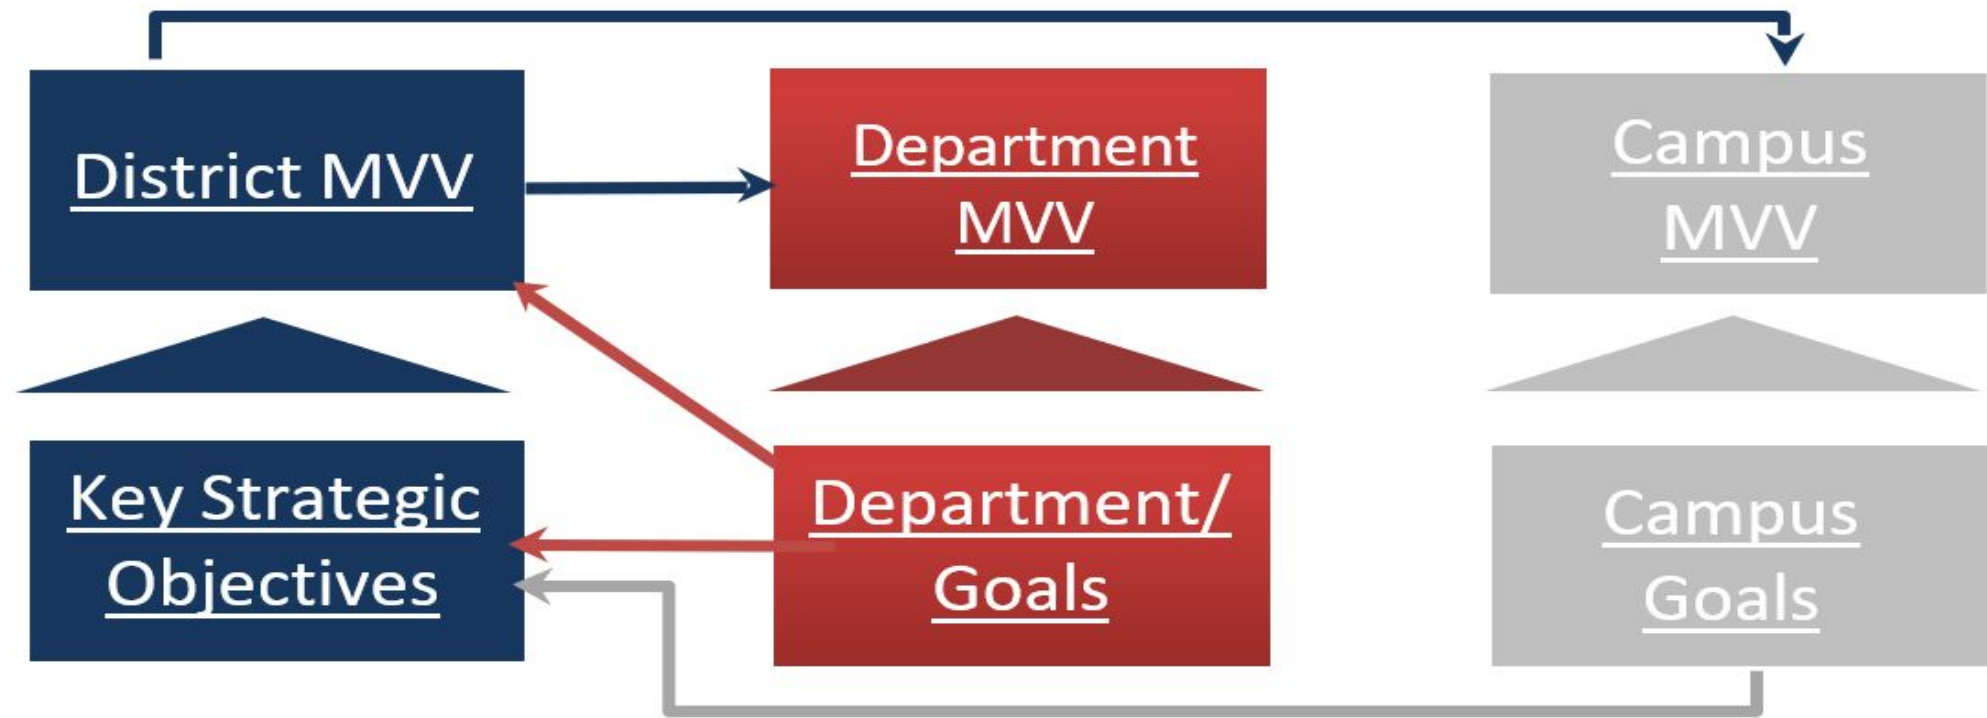 District MVV
Department
MVV
Campus
MVV
Key Strategic
Objectives
Department/
Goals
Campus
Goals